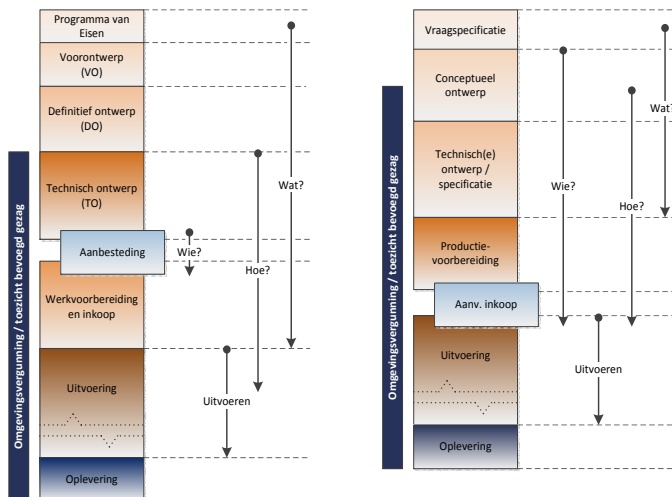 Programma van
Eisen
Voorontwerp
(VO)
Definitief ontwerp
(DO)
Technisch ontwerp
(TO)
Aanbesteding
Werkvoorbereiding
en inkoop
Uitvoering
Oplevering
Omgevingsvergunning / toezicht bevoegd gezag
Wie?
Hoe?
Wat?
Uitvoeren
Vraagspecificatie
Conceptueel
ontwerp
Technisch(e)
ontwerp /
specificatie
Productie-
voorbereiding
Aanv. inkoop
Uitvoering
Oplevering
Omgevingsvergunning / toezicht bevoegd gezag
Wie?
Hoe?
Wat?
Uitvoeren